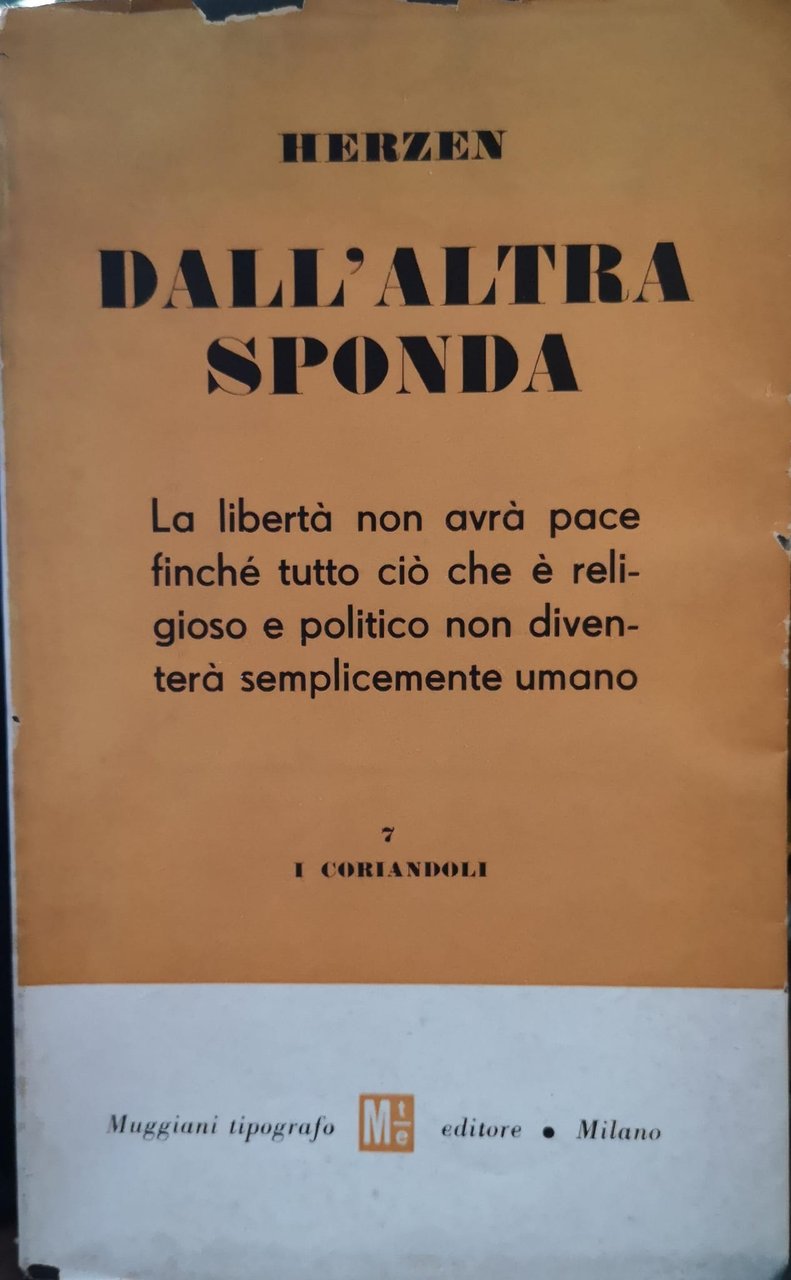 HERZEN
DALL'ALTRA
SPONDA
La libertà non avrà pace
finché tutto ciò che è reli-
gioso e politico non diven-
terà semplicemente umano
7
I CORIANDOLI
Muggiani tipografo Mte editore • Milano